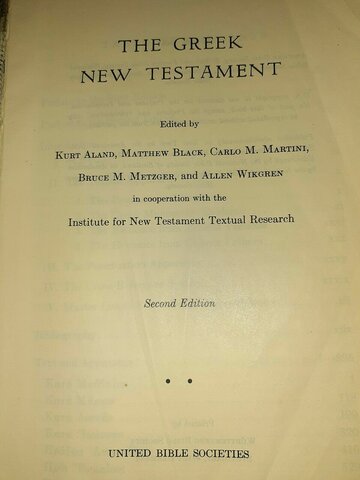 THE GREEK
NEW TESTAMENT
Edited by
KURT ALAND, MATTHEW BLACK, CARLO M. MARTINI,
BRUCE M. METZGER, and ALLEN WIKGREN
in cooperation with the
Institute for New Testament Textual Research
Second Edition
UNITED BIBLE SOCIETIES